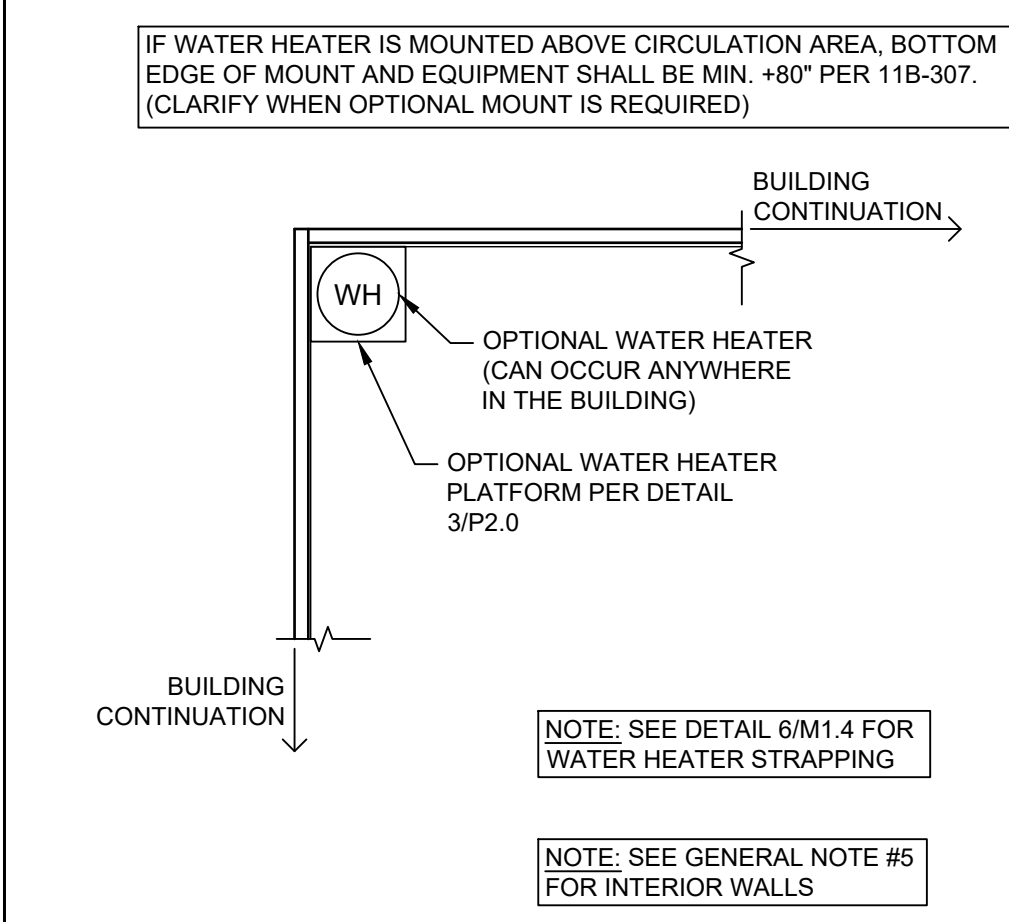 IF WATER HEATER IS MOUNTED ABOVE CIRCULATION AREA, BOTTOM
EDGE OF MOUNT AND EQUIPMENT SHALL BE MIN. +80" PER 11B-307.
(CLARIFY WHEN OPTIONAL MOUNT IS REQUIRED)
BUILDING
CONTINUATION
WH
OPTIONAL WATER HEATER
(CAN OCCUR ANYWHERE
IN THE BUILDING)
OPTIONAL WATER HEATER
PLATFORM PER DETAIL
3/P2.0
BUILDING
CONTINUATION
NOTE: SEE DETAIL 6/M1.4 FOR
WATER HEATER STRAPPING
NOTE: SEE GENERAL NOTE #5
FOR INTERIOR WALLS